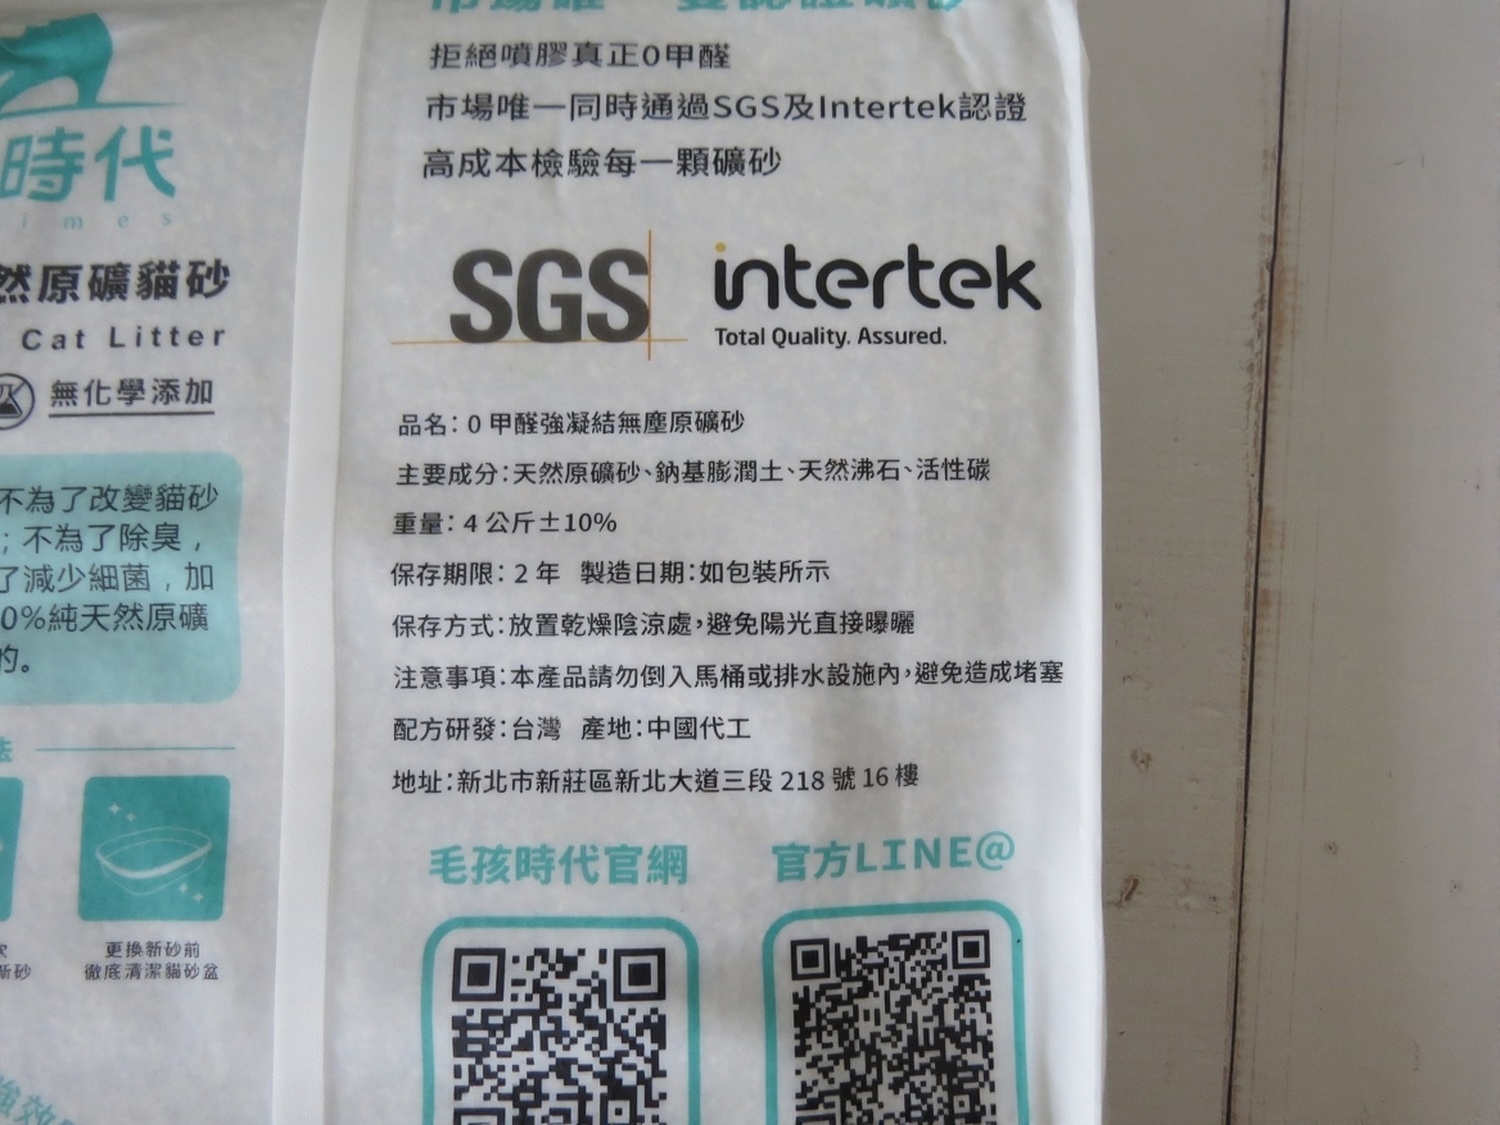 時代
imes
然原礦貓砂
Cat Litter
無化學添加
不為了改變貓砂
；不為了除臭，
了減少細菌，加
0%純天然原礦
的。
法
更換新砂前
徹底清潔貓砂盆
新砂
強效
拒絕噴膠真正0甲醛
市場唯一同時通過SGS及Intertek認證
高成本檢驗每一顆礦砂
SGS
intertek
Total Quality. Assured.
品名：0 甲醛強凝結無塵原礦砂
主要成分：天然原礦砂、鈉基膨潤土、天然沸石、活性碳
重量：4 公斤±10%
保存期限：2 年 製造日期：如包裝所示
保存方式：放置乾燥陰涼處，避免陽光直接曝曬
注意事項：本產品請勿倒入馬桶或排水設施內，避免造成堵塞
配方研發：台灣 產地：中國代工
地址：新北市新莊區新北大道三段 218 號 16 樓
毛孩時代官網
官方LINE@